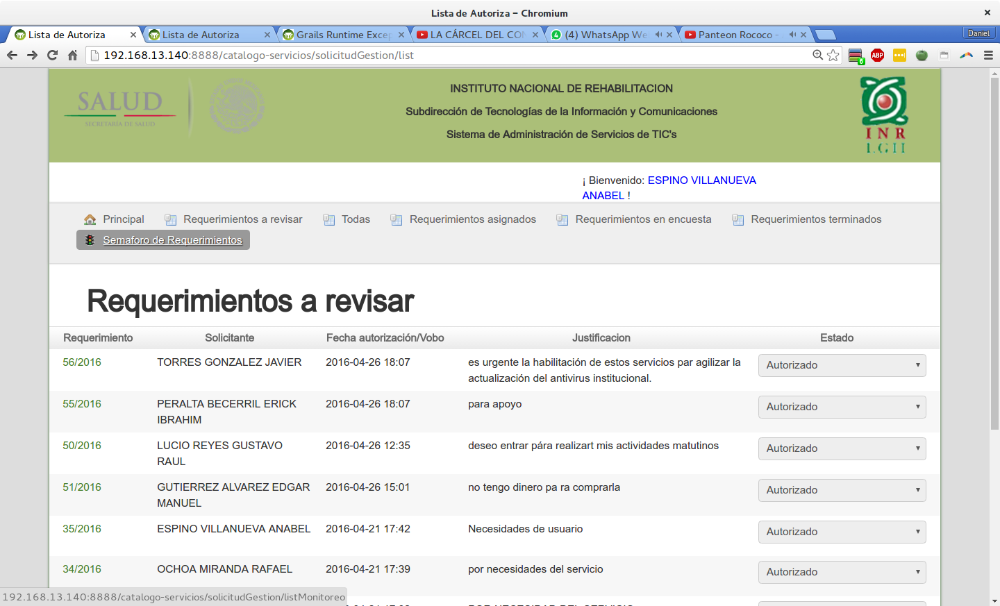 Lista de Autoriza – Chromium
Lista de Autoriza
Lista de Autoriza
Grails Runtime Excep
LA CÁRCEL DEL CON
(4) WhatsApp We
Panteon Rococo -
Daniel
192.168.13.140:8888/catalogo-servicios/solicitudGestion/list
6
ABP
SALUD
SECRETARÍA DE SALUD
INSTITUTO NACIONAL DE REHABILITACION
Subdirección de Tecnologías de la Información y Comunicaciones
Sistema de Administración de Servicios de TIC's
INR
LGII
¡ Bienvenido: ESPINO VILLANUEVA
ANABEL !
Principal Requerimientos a revisar Todas Requerimientos asignados Requerimientos en encuesta Requerimientos terminados
Semaforo de Requerimientos
Requerimientos a revisar
Requerimiento Solicitante Fecha autorización/Vobo Justificacion Estado
56/2016 TORRES GONZALEZ JAVIER 2016-04-26 18:07 es urgente la habilitación de estos servicios par agilizar la Autorizado
actualización del antivirus institucional.
55/2016 PERALTA BECERRIL ERICK 2016-04-26 18:07 para apoyo Autorizado
IBRAHIM
50/2016 LUCIO REYES GUSTAVO 2016-04-26 12:35 deseo entrar pára realizart mis actividades matutinos Autorizado
RAUL
51/2016 GUTIERREZ ALVAREZ EDGAR 2016-04-26 15:01 no tengo dinero pa ra comprarla Autorizado
MANUEL
35/2016 ESPINO VILLANUEVA ANABEL 2016-04-21 17:42 Necesidades de usuario Autorizado
34/2016 OCHOA MIRANDA RAFAEL 2016-04-21 17:39 por necesidades del servicio Autorizado
192.168.13.140:8888/catalogo-servicios/solicitudGestion/listMonitoreo